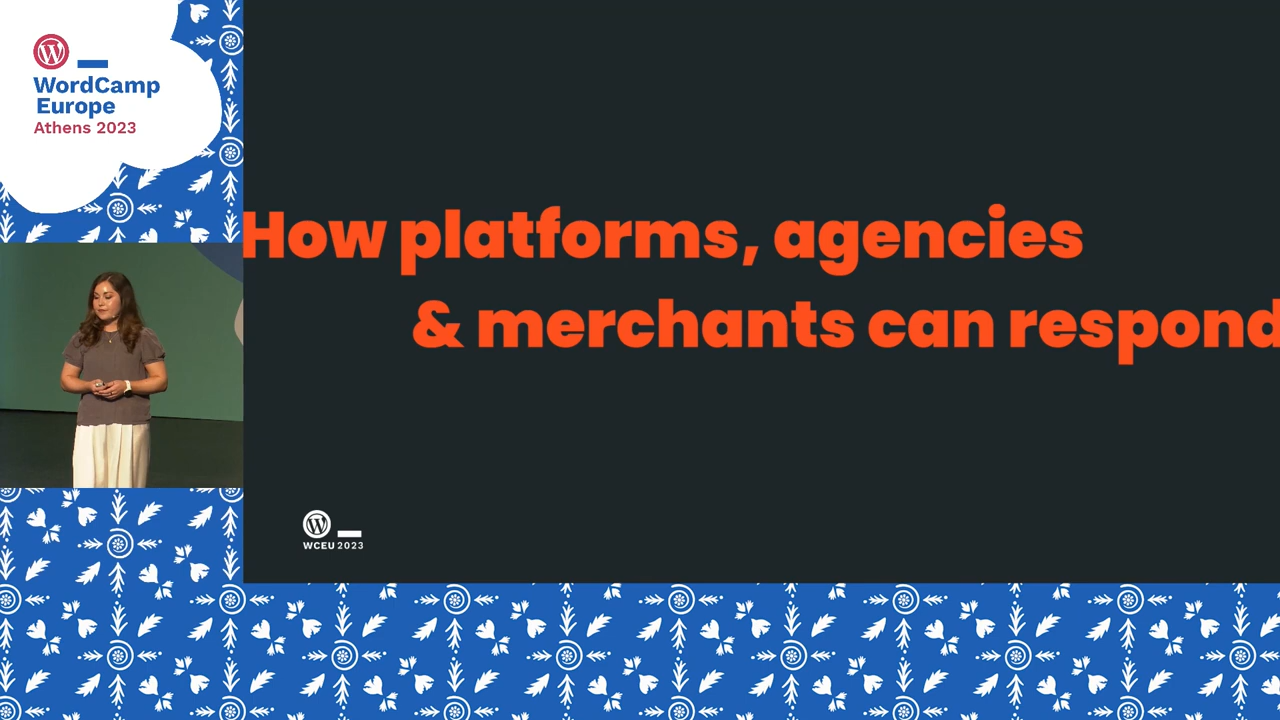 WordCamp
Europe
Athens 2023
How platforms, agencies
& merchants can respond
WCEU 2023